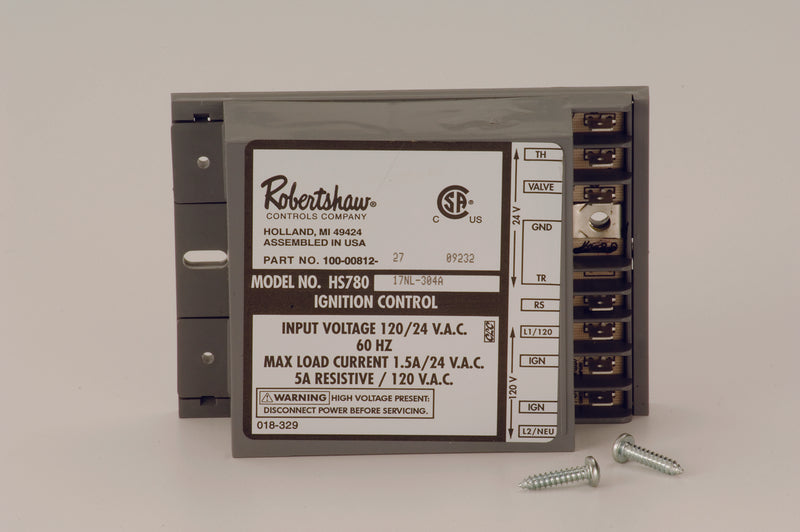 Robertshaw®
CONTROLS COMPANY
HOLLAND, MI 49424
ASSEMBLED IN USA
PART NO. 100-00812- 27 09232
C SA® US
MODEL NO. HS780 17NL-304A
IGNITION CONTROL
INPUT VOLTAGE 120/24 V.A.C.
60 HZ
MAX LOAD CURRENT 1.5A/24 V.A.C.
5A RESISTIVE / 120 V.A.C.
⚠WARNING HIGH VOLTAGE PRESENT:
DISCONNECT POWER BEFORE SERVICING.
018-329
24 V
TH
VALVE
GND
TR
RS
120 V
L1/120
IGN
IGN
L2/NEU